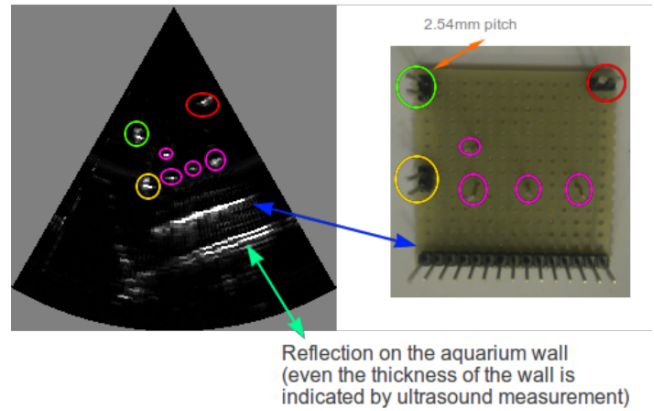 2.54mm pitch
Reflection on the aquarium wall
(even the thickness of the wall is
indicated by ultrasound measurement)